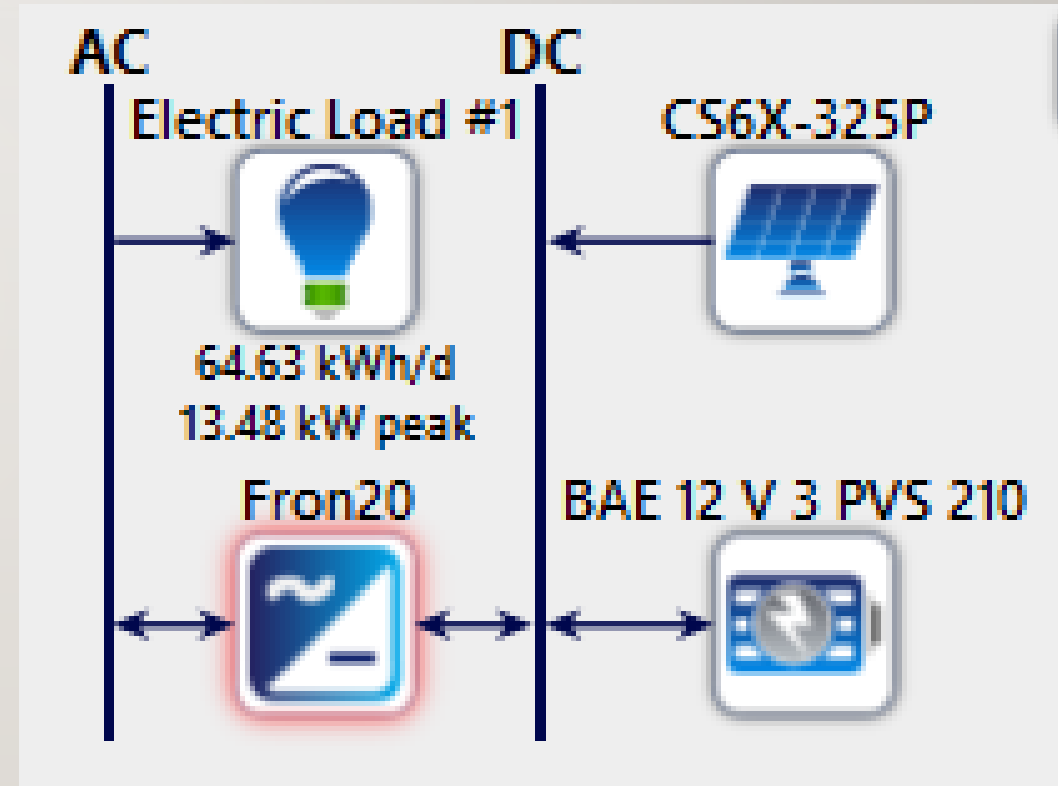 AC
DC
Electric Load #1
CS6X-325P
64.63 kWh/d
13.48 kW peak
Fron20
BAE 12 V 3 PVS 210